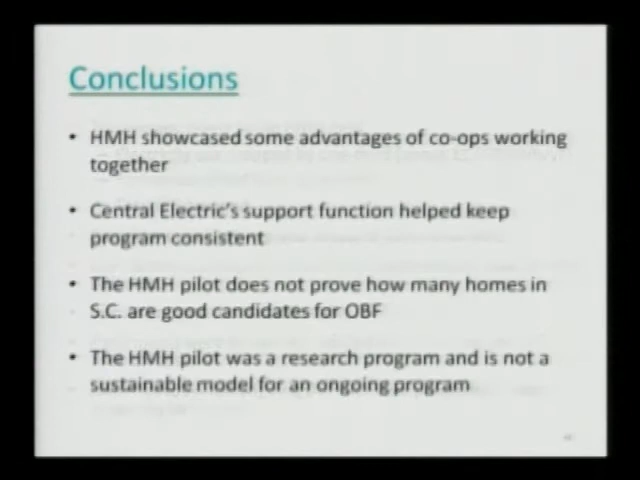 Conclusions
• HMH showcased some advantages of co-ops working
together
• Central Electric's support function helped keep
program consistent
• The HMH pilot does not prove how many homes in
S.C. are good candidates for OBF
• The HMH pilot was a research program and is not a
sustainable model for an ongoing program